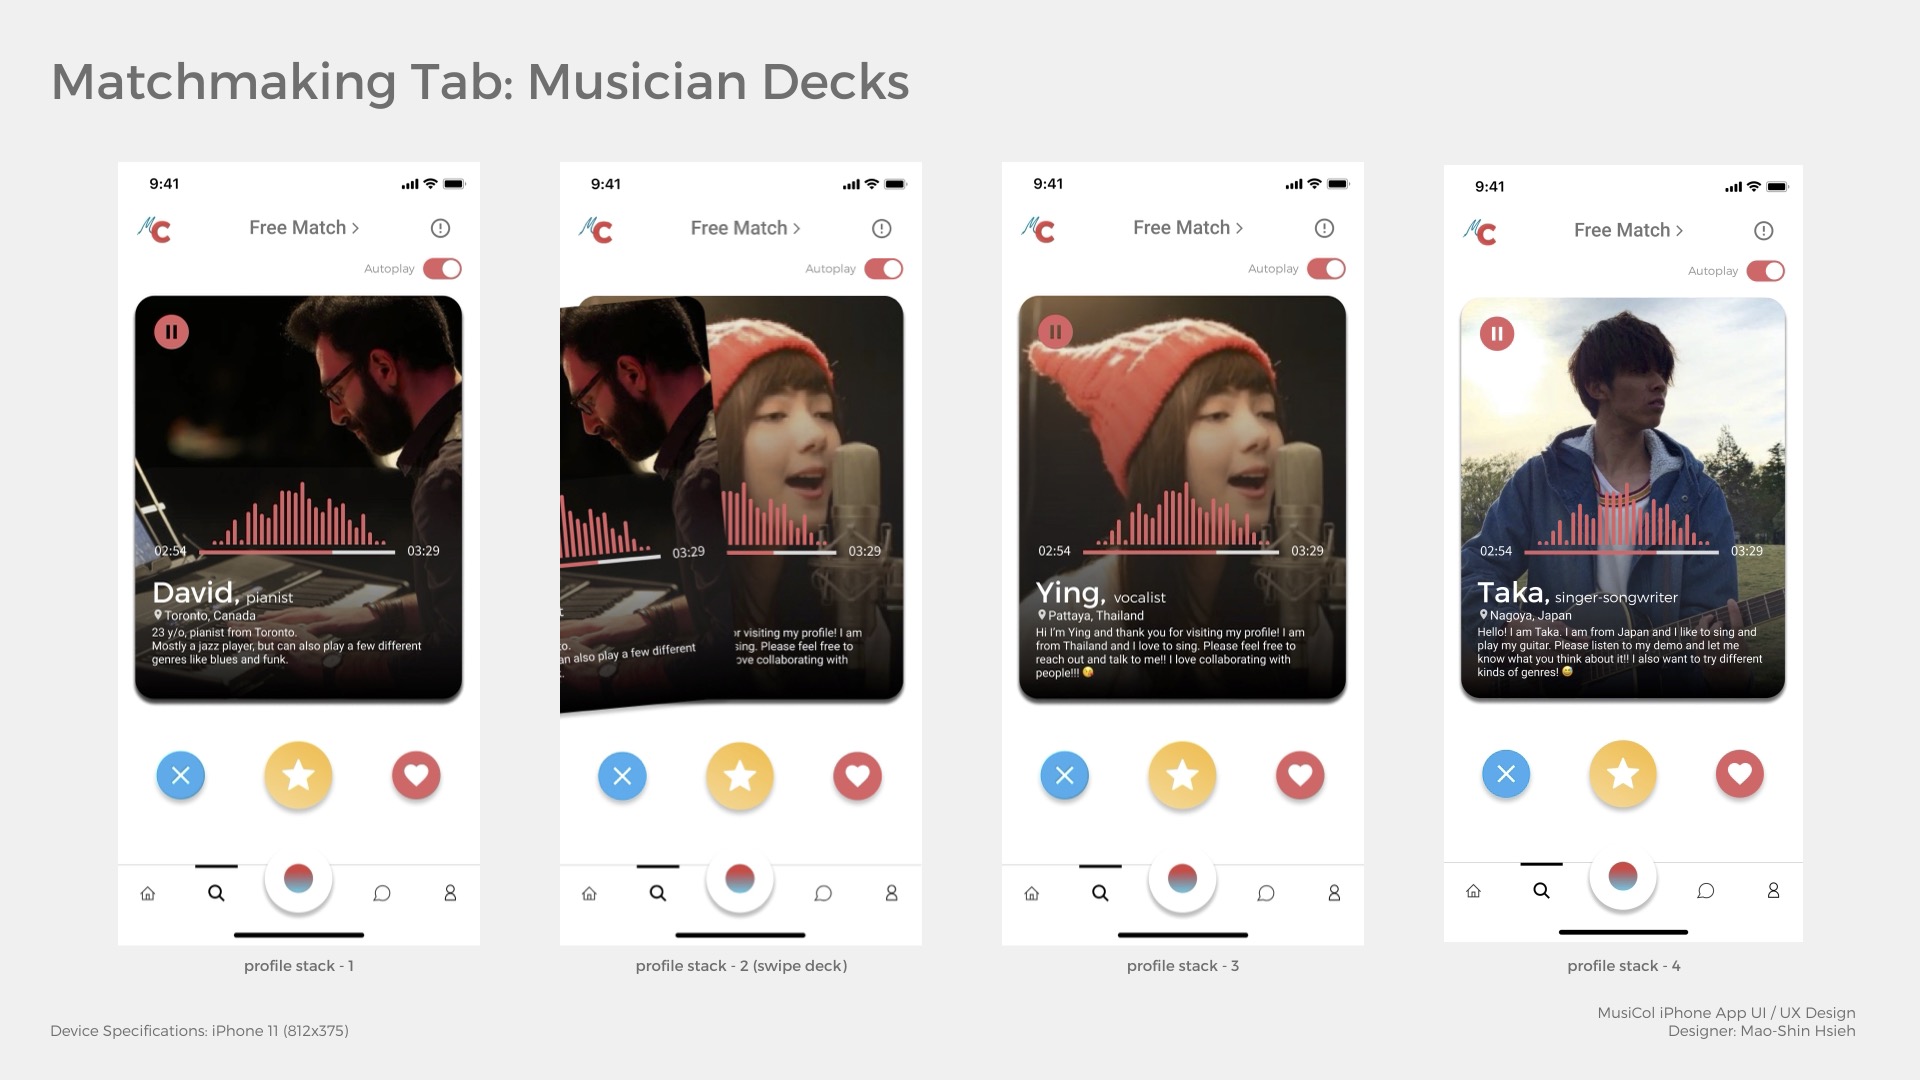 Matchmaking Tab: Musician Decks
9:41
MC
Free Match >
Autoplay
02:54
03:29
David, pianist
Toronto, Canada
23 y/o, pianist from Toronto.
Mostly a jazz player, but can also play a few different
genres like blues and funk.
profile stack - 1
9:41
MC
Free Match >
Autoplay
03:29
03:29
t
o.
an also play a few different
.
or visiting my profile! I am
sing. Please feel free to
ove collaborating with
profile stack - 2 (swipe deck)
9:41
MC
Free Match >
Autoplay
02:54
03:29
Ying, vocalist
Pattaya, Thailand
Hi I'm Ying and thank you for visiting my profile! I am
from Thailand and I love to sing. Please feel free to
reach out and talk to me!! I love collaborating with
people!!! 😘
profile stack - 3
9:41
MC
Free Match >
Autoplay
02:54
03:29
Taka, singer-songwriter
Nagoya, Japan
Hello! I am Taka. I am from Japan and I like to sing and
play my guitar. Please listen to my demo and let me
know what you think about it!! I also want to try different
kinds of genres! 😅
profile stack - 4
Device Specifications: iPhone 11 (812x375)
MusiCol iPhone App UI / UX Design
Designer: Mao-Shin Hsieh